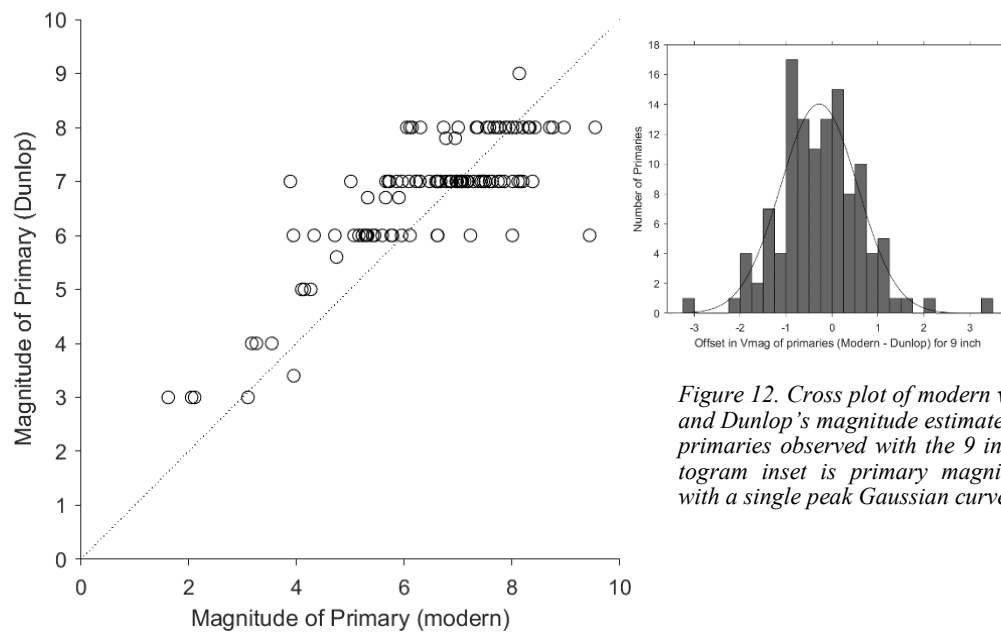 10
9
8
7
6
5
4
3
2
1
0
Magnitude of Primary (Dunlop)
0 2 4 6 8 10
Magnitude of Primary (modern)
18
16
14
12
10
8
6
4
2
0
Number of Primaries
-3 -2 -1 0 1 2 3
Offset in Vmag of primaries (Modern - Dunlop) for 9 inch
Figure 12. Cross plot of modern
and Dunlop's magnitude estimate
primaries observed with the 9 in
togram inset is primary magni
with a single peak Gaussian curve